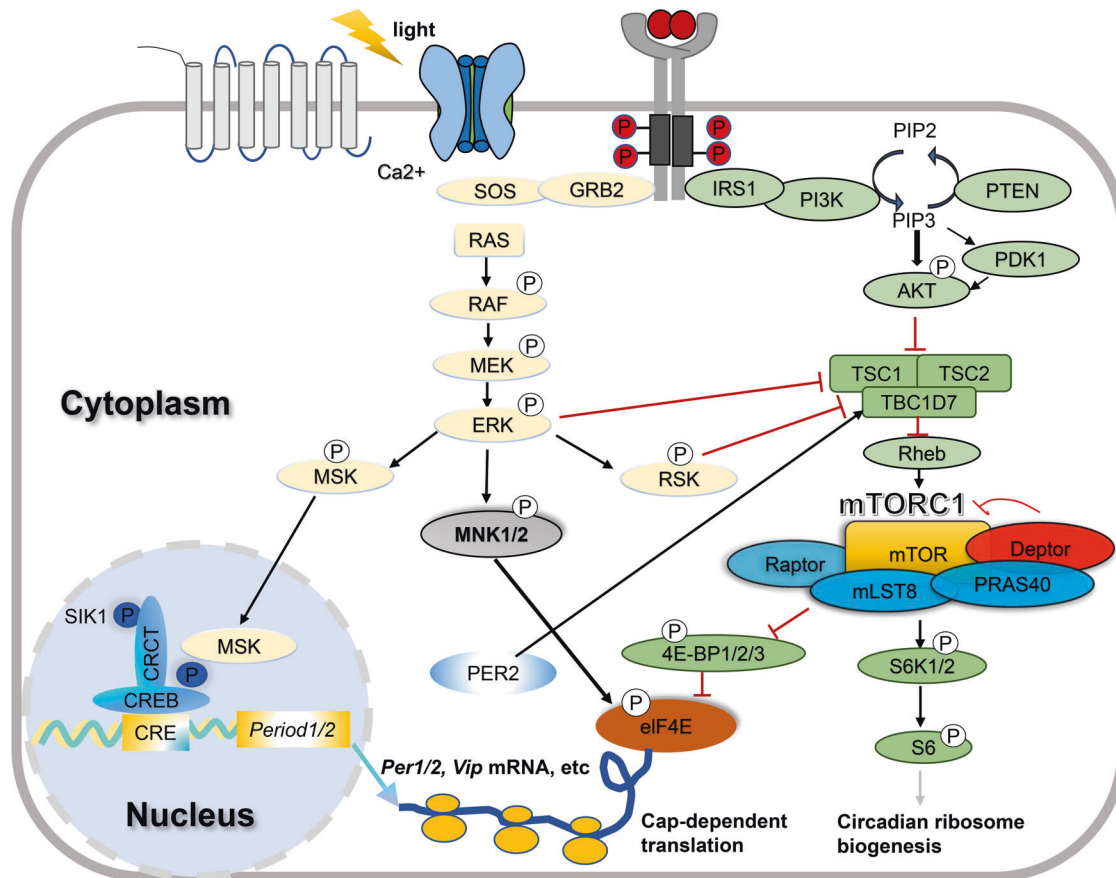 light
P
P
P
P
PIP2
Ca2+
SOS
GRB2
IRS1
PI3K
PTEN
PIP3
RAS
PDK1
P
AKT
P
RAF
P
MEK
TSC1
TSC2
TBC1D7
Cytoplasm
P
ERK
Rheb
P
MSK
P
RSK
mTORC1
P
MNK1/2
mTOR
Deptor
Raptor
mLST8
PRAS40
SIK1
P
CRCT
MSK
P
CREB
CRE
Period1/2
PER2
P
4E-BP1/2/3
P
S6K1/2
P
eIF4E
P
S6
Per1/2, Vip mRNA, etc
Nucleus
Cap-dependent
translation
Circadian ribosome
biogenesis